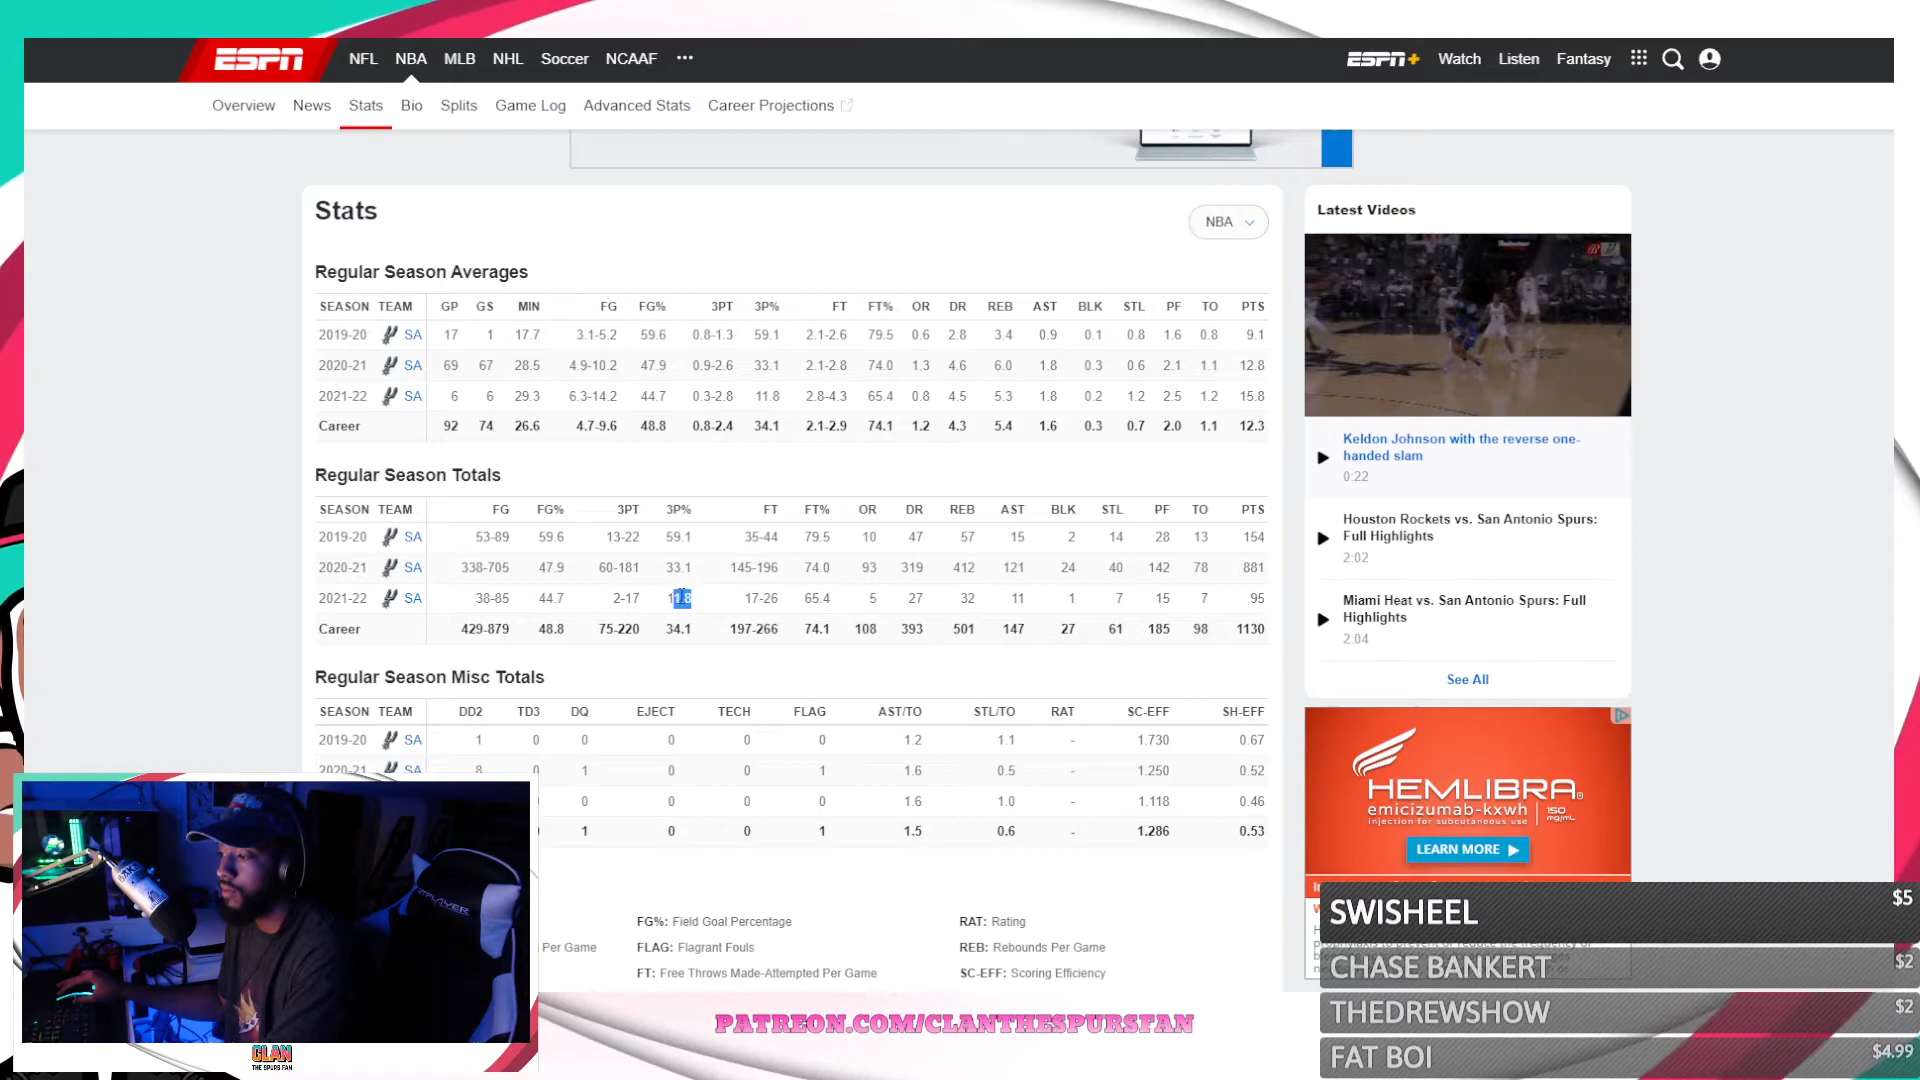 ESPN NFL NBA MLB NHL Soccer NCAAF ••• ESPN+ Watch Listen Fantasy
Overview News Stats Bio Splits Game Log Advanced Stats Career Projections
Stats
NBA
Regular Season Averages
SEASON TEAM GP GS MIN FG FG% 3PT 3P% FT FT% OR DR REB AST BLK STL PF TO PTS
2019-20 SA 17 1 17.7 3.1-5.2 59.6 0.8-1.3 59.1 2.1-2.6 79.5 0.6 2.8 3.4 0.9 0.1 0.8 1.6 0.8 9.1
2020-21 SA 69 67 28.5 4.9-10.2 47.9 0.9-2.6 33.1 2.1-2.8 74.0 1.3 4.6 6.0 1.8 0.3 0.6 2.1 1.1 12.8
2021-22 SA 6 6 29.3 6.3-14.2 44.7 0.3-2.8 11.8 2.8-4.3 65.4 0.8 4.5 5.3 1.8 0.2 1.2 2.5 1.2 15.8
Career 92 74 26.6 4.7-9.6 48.8 0.8-2.4 34.1 2.1-2.9 74.1 1.2 4.3 5.4 1.6 0.3 0.7 2.0 1.1 12.3
Regular Season Totals
SEASON TEAM FG FG% 3PT 3P% FT FT% OR DR REB AST BLK STL PF TO PTS
2019-20 SA 53-89 59.6 13-22 59.1 35-44 79.5 10 47 57 15 2 14 28 13 154
2020-21 SA 338-705 47.9 60-181 33.1 145-196 74.0 93 319 412 121 24 40 142 78 881
2021-22 SA 38-85 44.7 2-17 11.8 17-26 65.4 5 27 32 11 1 7 15 7 95
Career 429-879 48.8 75-220 34.1 197-266 74.1 108 393 501 147 27 61 185 98 1130
Regular Season Misc Totals
SEASON TEAM DD2 TD3 DQ EJECT TECH FLAG AST/TO STL/TO RAT SC-EFF SH-EFF
2019-20 SA 1 0 0 0 0 0 1.2 1.1 - 1.730 0.67
2020-21 SA 8 0 1 0 0 1 1.6 0.5 - 1.250 0.52
0 0 0 0 1.6 1.0 - 1.118 0.46
1 0 0 1 1.5 0.6 - 1.286 0.53
FG%: Field Goal Percentage RAT: Rating
Per Game FLAG: Flagrant Fouls REB: Rebounds Per Game
FT: Free Throws Made-Attempted Per Game SC-EFF: Scoring Efficiency
Latest Videos
Keldon Johnson with the reverse one-
handed slam
0:22
Houston Rockets vs. San Antonio Spurs:
Full Highlights
2:02
Miami Heat vs. San Antonio Spurs: Full
Highlights
2:04
See All
HEMLIBRA®
emicizumab-kxwh | 150 mg/mL
injection for subcutaneous use
LEARN MORE
SWISHEEL $5
CHASE BANKERT $2
THEDREWSHOW $2
FAT BOI $4.99
PATREON.COM/CLANTHESPURSFAN
CLAN
THE SPURS FAN